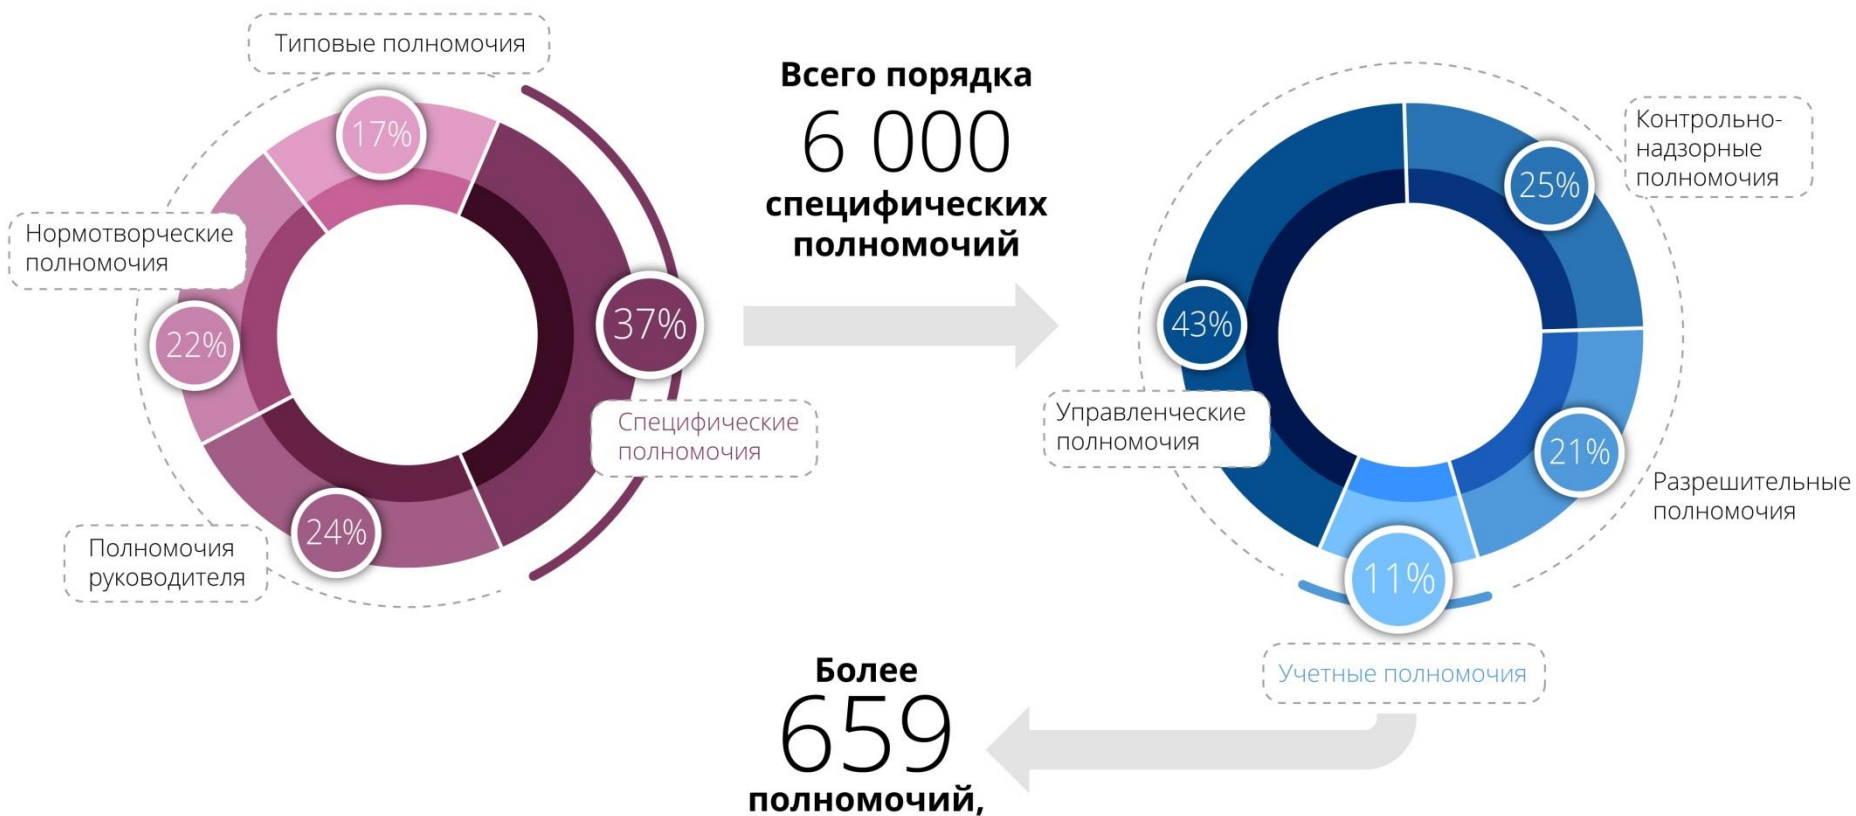 Типовые полномочия
17%
Нормотворческие
полномочия
22%
37%
Специфические
полномочия
24%
Полномочия
руководителя
Всего порядка
6 000
специфических
полномочий
Контрольно-
надзорные
полномочия
25%
43%
Управленческие
полномочия
21%
Разрешительные
полномочия
11%
Учетные полномочия
Более
659
полномочий,